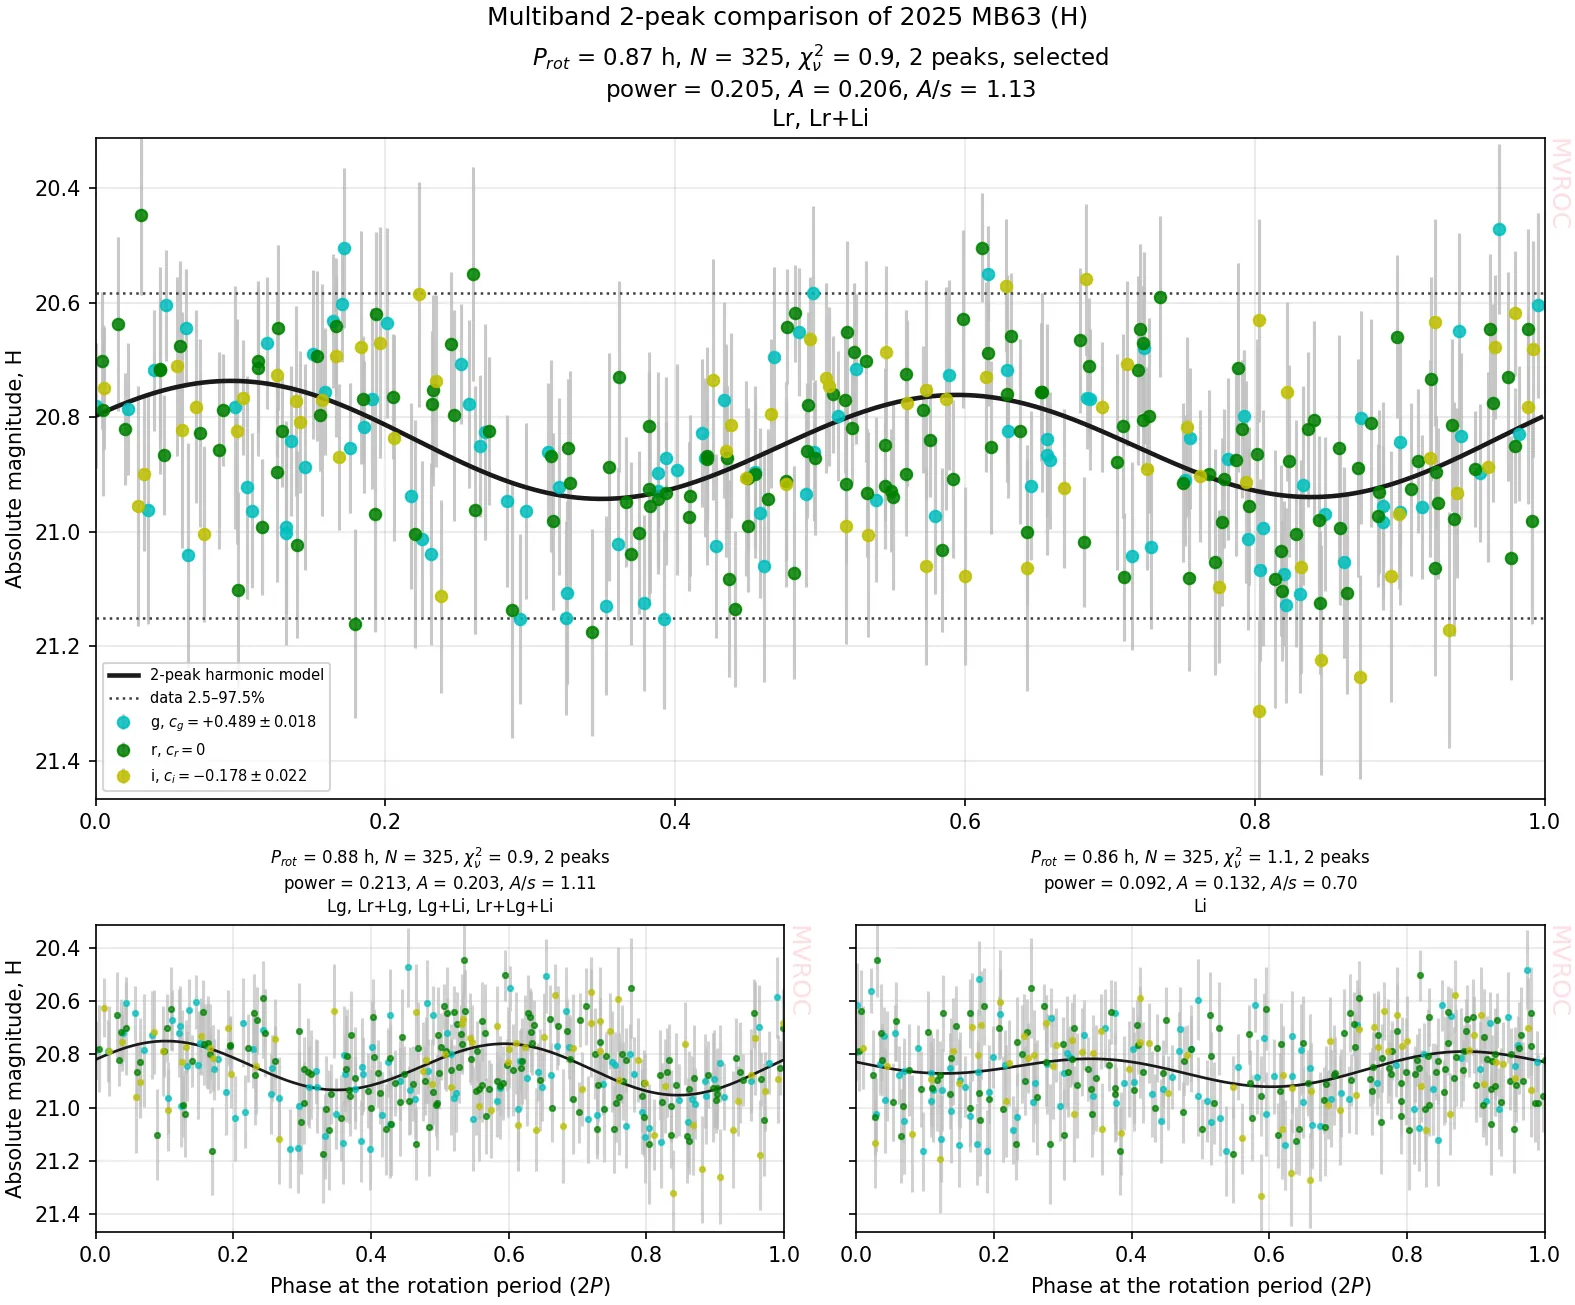 Multiband 2-peak comparison of 2025 MB63 (H)
P_rot = 0.87 h, N = 325, χ²_ν = 0.9, 2 peaks, selected
power = 0.205, A = 0.206, A/s = 1.13
Lr, Lr+Li
MVROC
Absolute magnitude, H
20.4
20.6
20.8
21.0
21.2
21.4
2-peak harmonic model
data 2.5–97.5%
g, c_g = +0.489 ± 0.018
r, c_r = 0
i, c_i = −0.178 ± 0.022
0.0 0.2 0.4 0.6 0.8 1.0
P_rot = 0.88 h, N = 325, χ²_ν = 0.9, 2 peaks
power = 0.213, A = 0.203, A/s = 1.11
Lg, Lr+Lg, Lg+Li, Lr+Lg+Li
MVROC
Absolute magnitude, H
20.4
20.6
20.8
21.0
21.2
21.4
0.0 0.2 0.4 0.6 0.8 1.0
Phase at the rotation period (2P)
P_rot = 0.86 h, N = 325, χ²_ν = 1.1, 2 peaks
power = 0.092, A = 0.132, A/s = 0.70
Li
MVROC
0.0 0.2 0.4 0.6 0.8 1.0
Phase at the rotation period (2P)